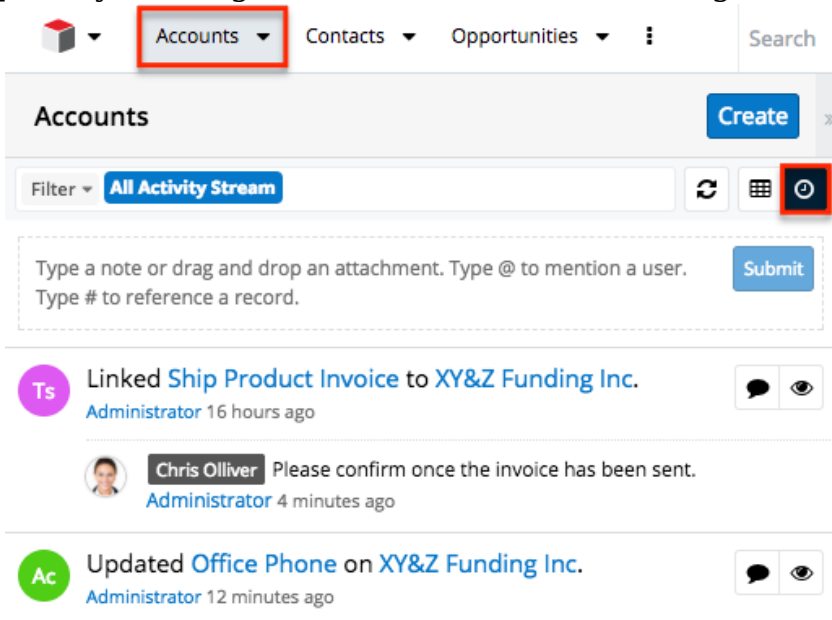 Accounts Contacts Opportunities Search
Accounts Create »
Filter All Activity Stream
Type a note or drag and drop an attachment. Type @ to mention a user. Submit
Type # to reference a record.
Ts Linked Ship Product Invoice to XY&Z Funding Inc.
Administrator 16 hours ago
Chris Olliver Please confirm once the invoice has been sent.
Administrator 4 minutes ago
Ac Updated Office Phone on XY&Z Funding Inc.
Administrator 12 minutes ago